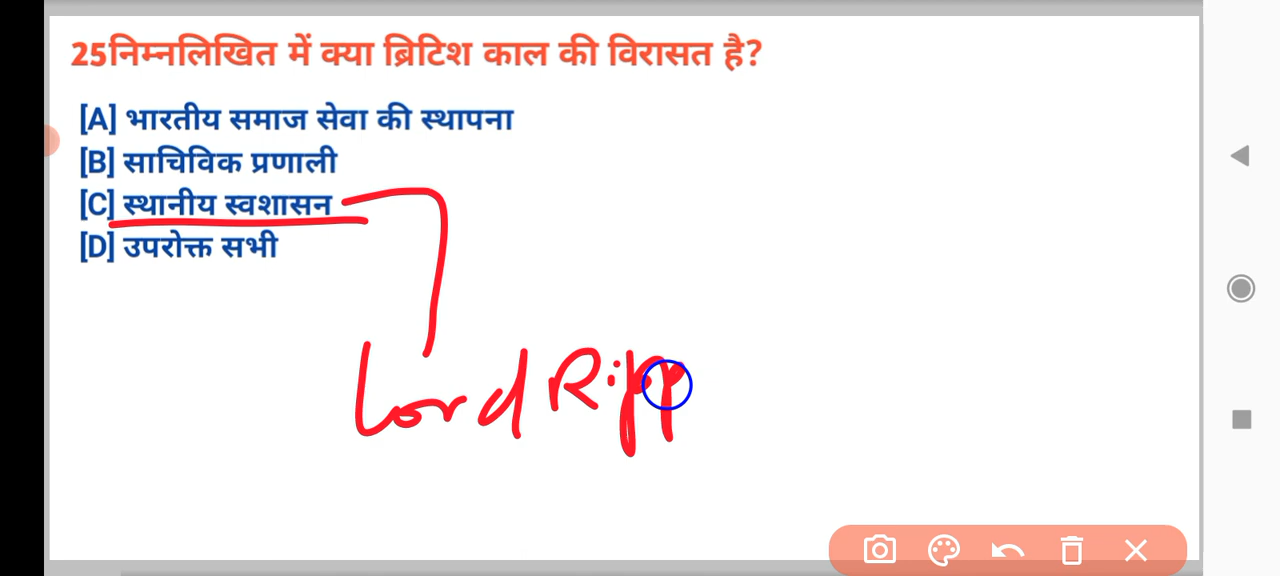 25निम्नलिखित में क्या ब्रिटिश काल की विरासत है?
[A] भारतीय समाज सेवा की स्थापना
[B] साचिविक प्रणाली
[C] स्थानीय स्वशासन
[D] उपरोक्त सभी
Lord Ripp